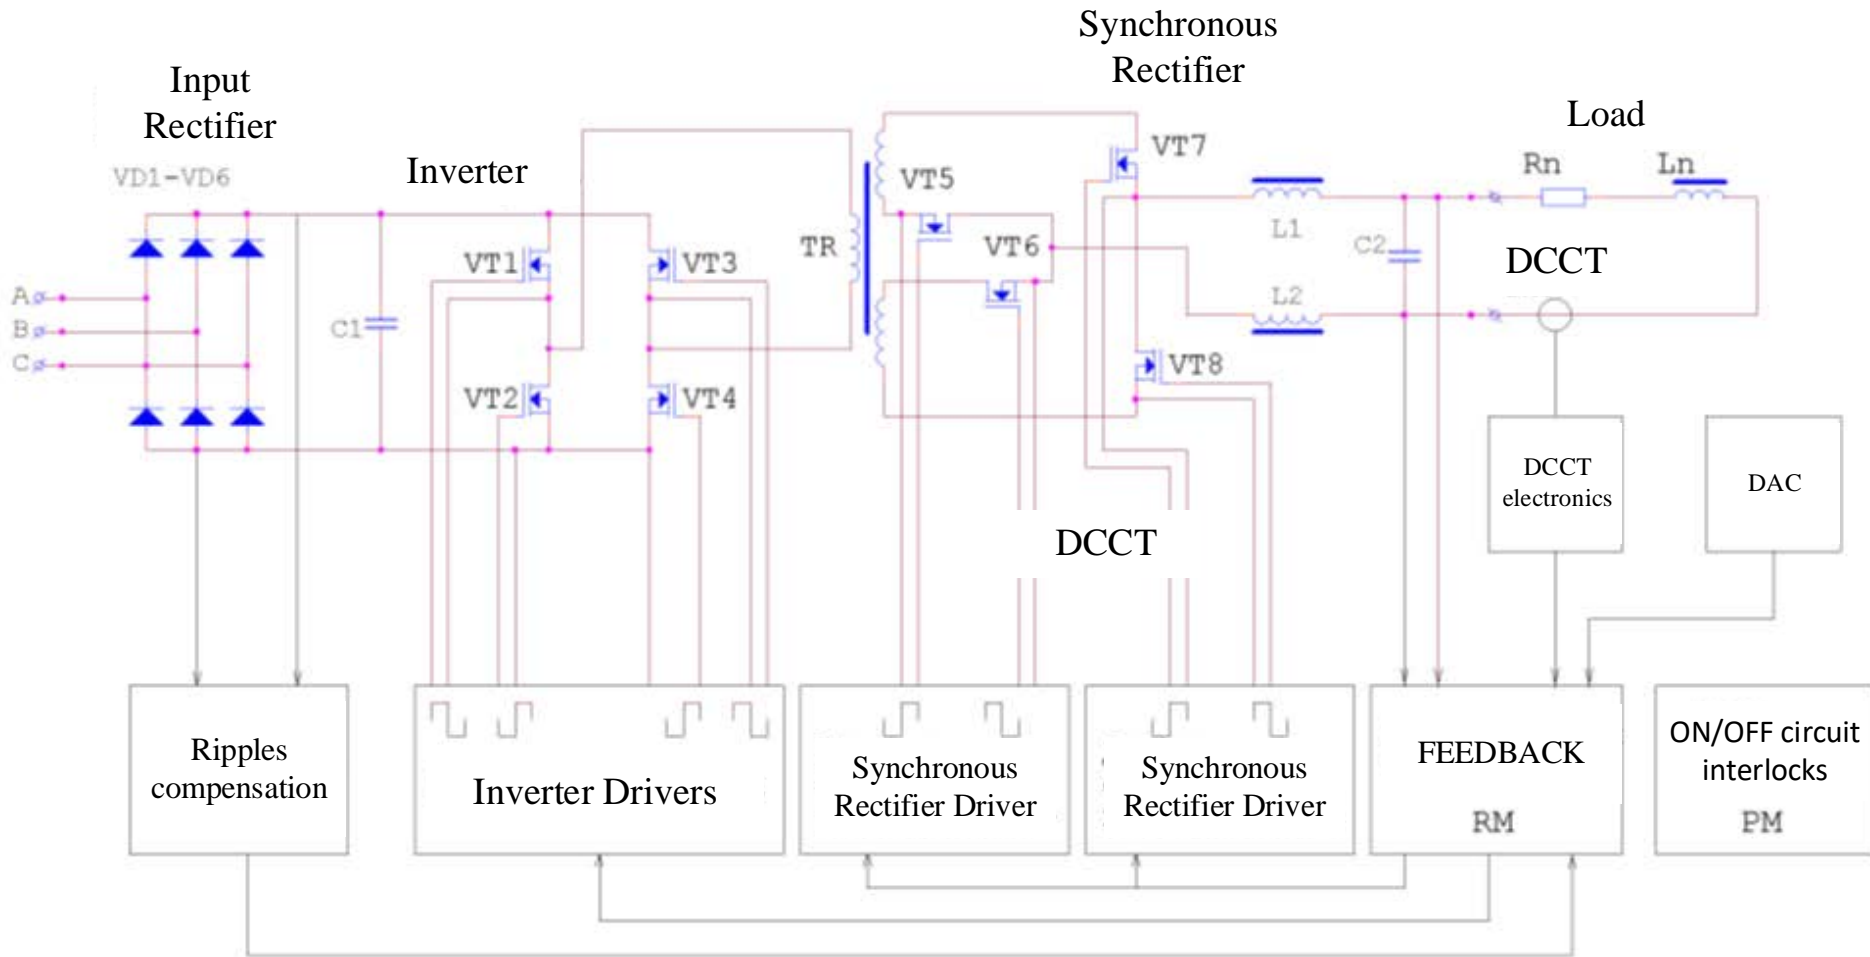 Synchronous
Rectifier
Input
Rectifier
Load
VD1-VD6
Inverter
VT7
Rn
Ln
VT5
L1
C2
DCCT
VT1
VT3
TR
VT6
A
B
C
C1
L2
VT2
VT4
VT8
DCCT
electronics
DAC
DCCT
Ripples
compensation
Inverter Drivers
Synchronous
Rectifier Driver
Synchronous
Rectifier Driver
FEEDBACK
RM
ON/OFF circuit
interlocks
PM